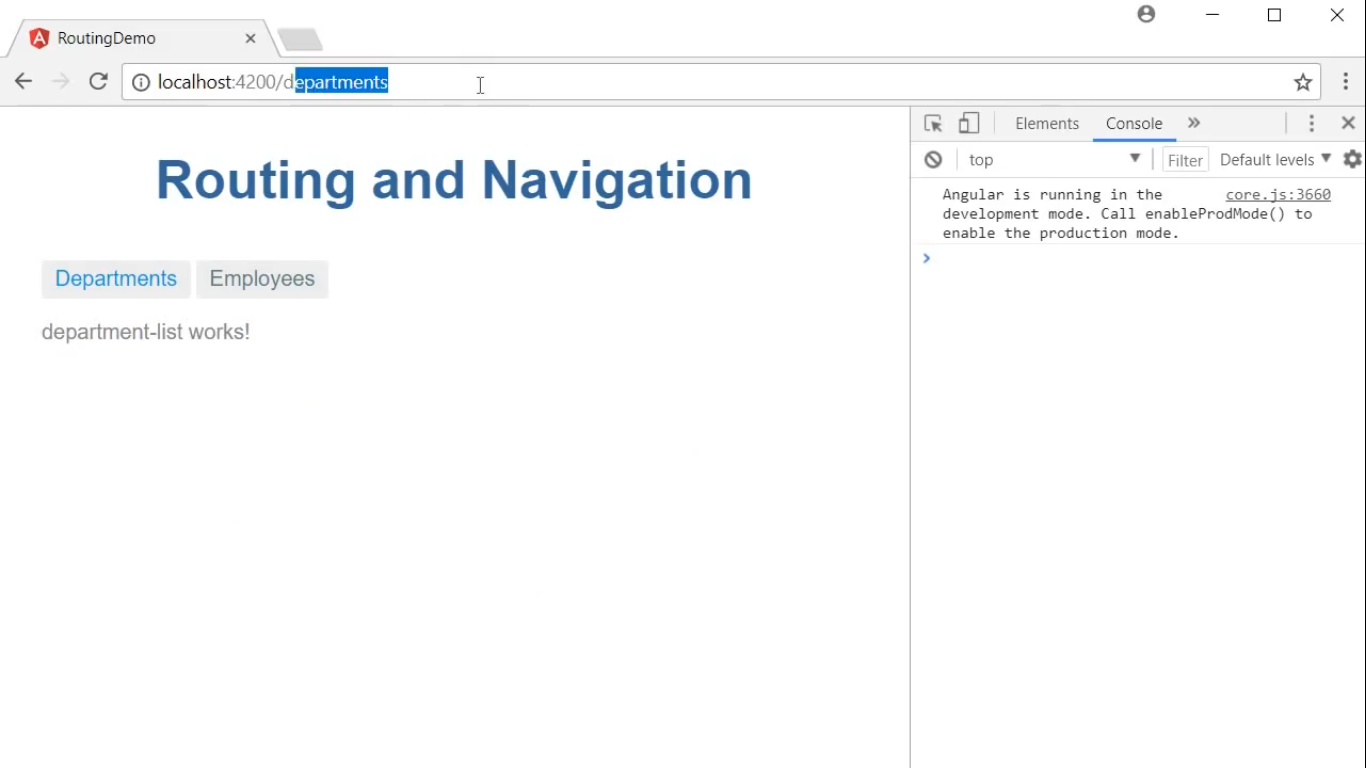 RoutingDemo
localhost:4200/departments
Elements Console
top Filter Default levels
Angular is running in the core.js:3660
development mode. Call enableProdMode() to
enable the production mode.
Routing and Navigation
Departments Employees
department-list works!